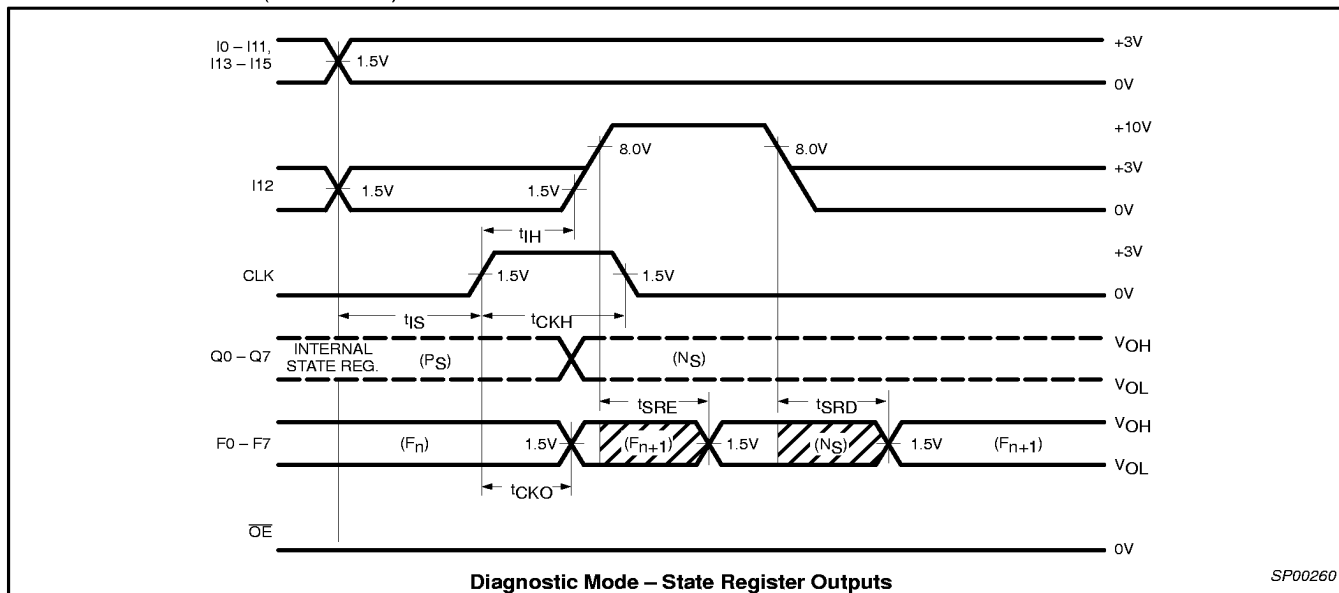 I0 – I11,
I13 – I15
1.5V
+3V
0V
+10V
8.0V
8.0V
+3V
I12
1.5V
1.5V
0V
tIH
+3V
CLK
1.5V
1.5V
0V
tIS
tCKH
VOH
Q0 – Q7
INTERNAL
STATE REG.
(PS)
(NS)
VOL
tSRE
tSRD
VOH
F0 – F7
(Fn)
1.5V
(Fn+1)
1.5V
(NS)
1.5V
(Fn+1)
VOL
tCKO
OE
0V
Diagnostic Mode – State Register Outputs
SP00260